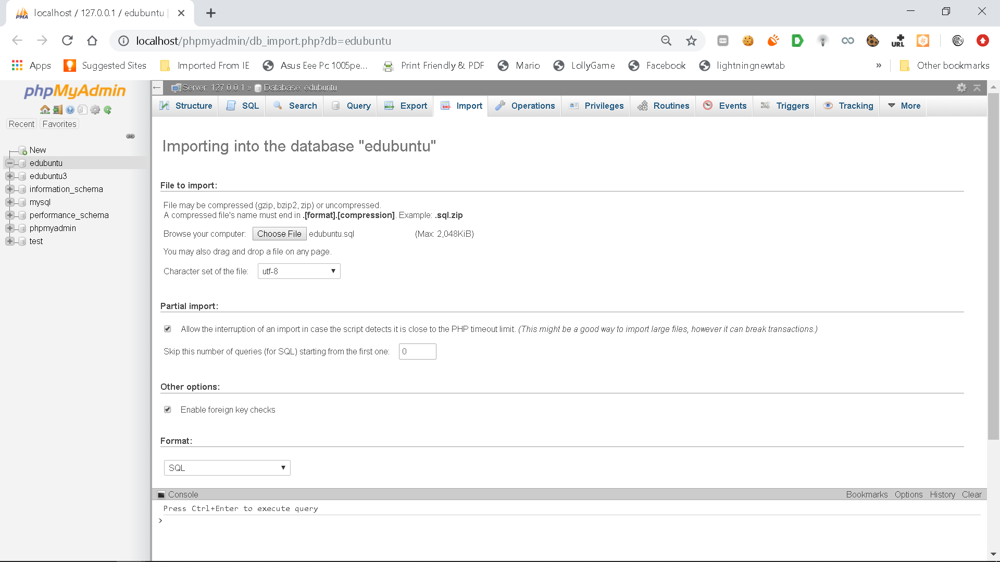 localhost / 127.0.0.1 / edubuntu |
localhost/phpmyadmin/db_import.php?db=edubuntu
URL
Apps
Suggested Sites
Imported From IE
Asus Eee Pc 1005pe...
Print Friendly & PDF
Mario
LollyGame
Facebook
lightningnewtab
»
Other bookmarks
phpMyAdmin
Recent
Favorites
New
edubuntu
edubuntu3
information_schema
mysql
performance_schema
phpmyadmin
test
Server: 127.0.0.1 » Database: edubuntu
Structure
SQL
Search
Query
Export
Import
Operations
Privileges
Routines
Events
Triggers
Tracking
More
Importing into the database "edubuntu"
File to import:
File may be compressed (gzip, bzip2, zip) or uncompressed.
A compressed file's name must end in .[format].[compression]. Example: .sql.zip
Browse your computer: Choose File edubuntu.sql (Max: 2,048KiB)
You may also drag and drop a file on any page.
Character set of the file: utf-8
Partial import:
Allow the interruption of an import in case the script detects it is close to the PHP timeout limit. (This might be a good way to import large files, however it can break transactions.)
Skip this number of queries (for SQL) starting from the first one: 0
Other options:
Enable foreign key checks
Format:
SQL
Console
Bookmarks Options History Clear
Press Ctrl+Enter to execute query
>